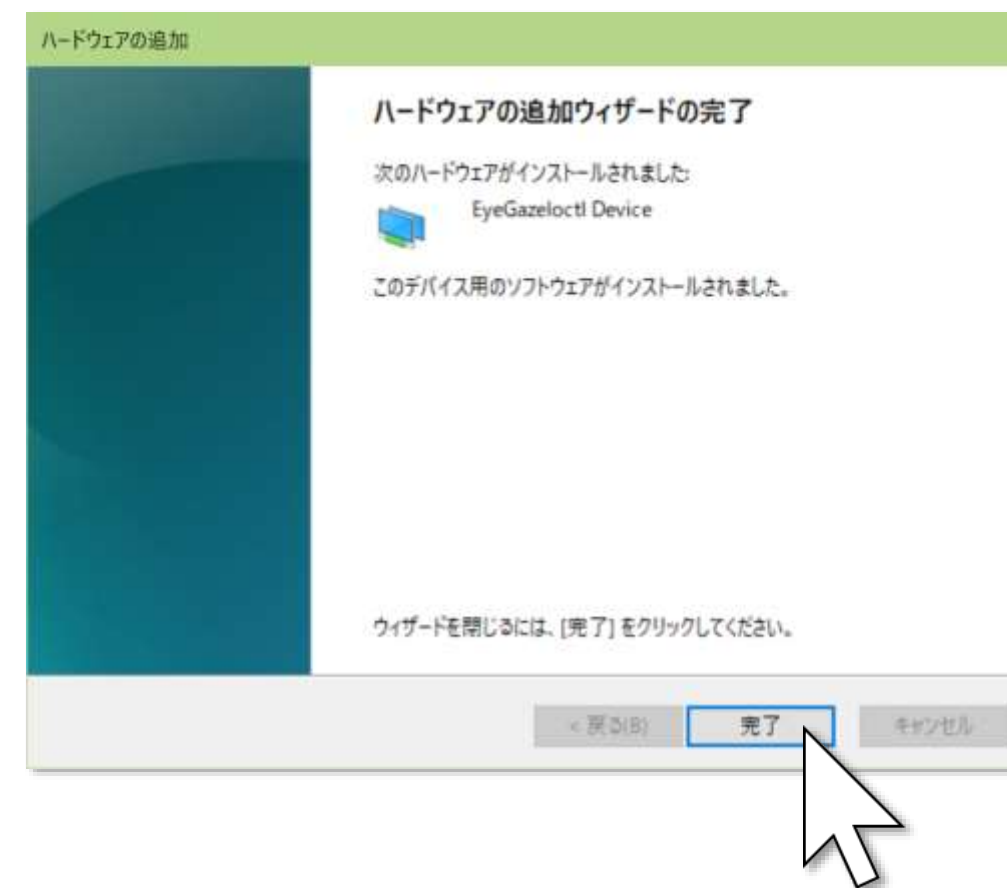 ハードウェアの追加
ハードウェアの追加ウィザードの完了
次のハードウェアがインストールされました:
EyeGazeIoctl Device
このデバイス用のソフトウェアがインストールされました。
ウィザードを閉じるには、[完了] をクリックしてください。
< 戻る(B)
完了
キャンセル